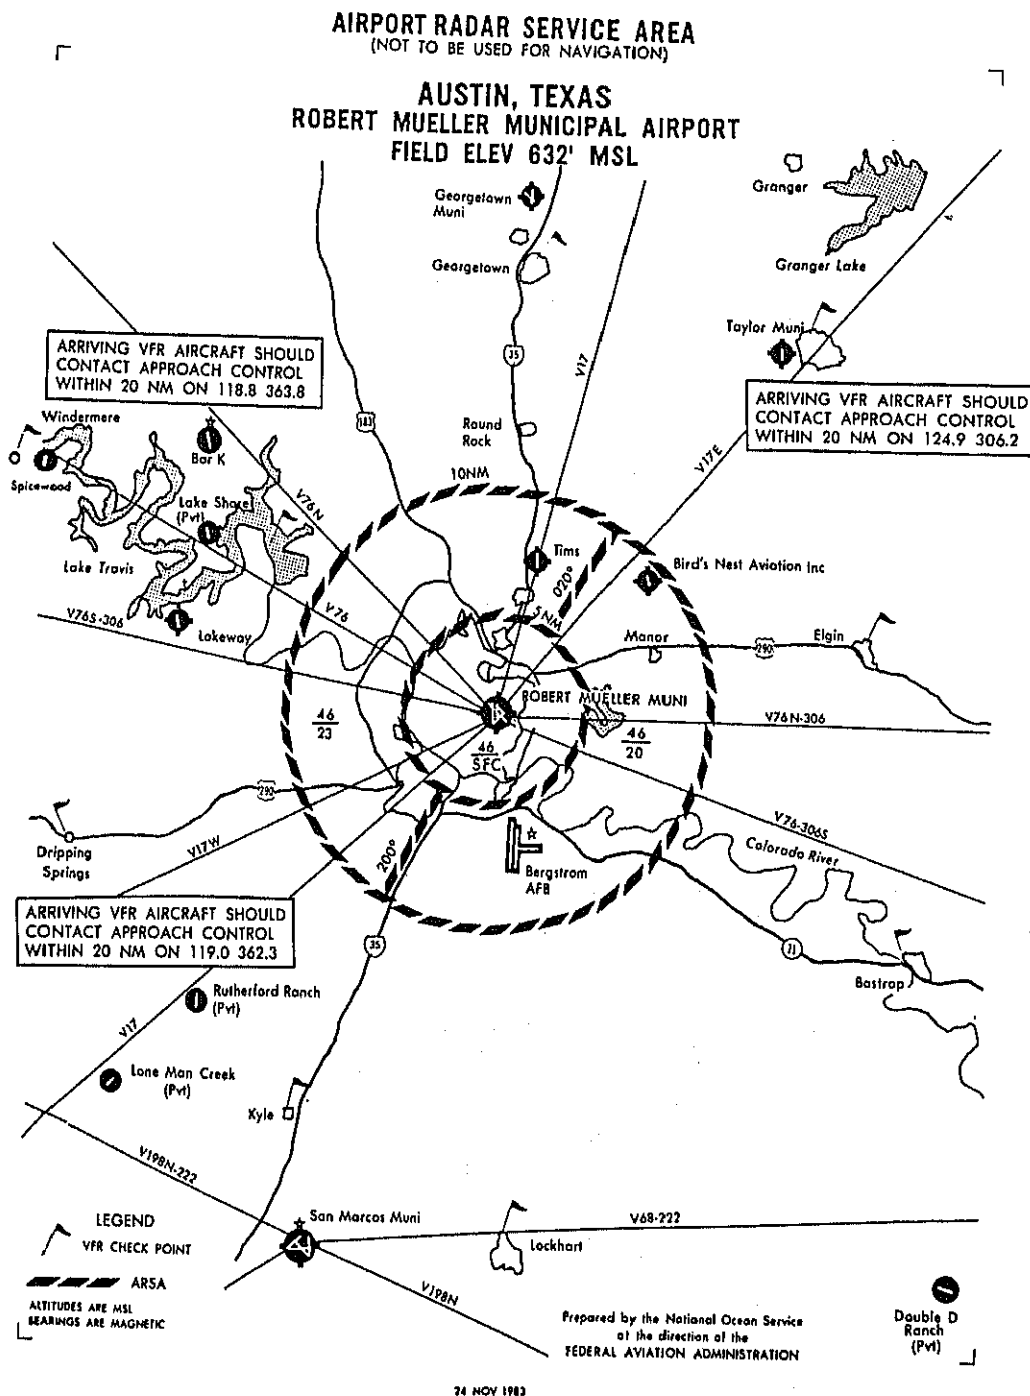 AIRPORT RADAR SERVICE AREA
(NOT TO BE USED FOR NAVIGATION)
AUSTIN, TEXAS
ROBERT MUELLER MUNICIPAL AIRPORT
FIELD ELEV 632' MSL
Georgetown
Muni
Georgetown
Granger
Granger Lake
Taylor Muni
35
V17
ARRIVING VFR AIRCRAFT SHOULD
CONTACT APPROACH CONTROL
WITHIN 20 NM ON 118.8 363.8
ARRIVING VFR AIRCRAFT SHOULD
CONTACT APPROACH CONTROL
WITHIN 20 NM ON 124.9 306.2
Windermere
Bar K
Spicewood
183
Round
Rock
V17E
10NM
V76N
Lake Shore
(Pvt)
Lake Travis
Tims
020°
Bird's Nest Aviation Inc
V76S-306
V76
Lakeway
5NM
Manor
290
Elgin
ROBERT MUELLER MUNI
V76N-306
46
23
46
SFC
46
20
290
Dripping
Springs
V17W
200°
Bergstrom
AFB
V76-306S
Colorado River
ARRIVING VFR AIRCRAFT SHOULD
CONTACT APPROACH CONTROL
WITHIN 20 NM ON 119.0 362.3
35
71
Bastrop
Rutherford Ranch
(Pvt)
V17
Lone Man Creek
(Pvt)
Kyle
V198N-222
San Marcos Muni
V68-222
Lockhart
V198N
LEGEND
VFR CHECK POINT
ARSA
ALTITUDES ARE MSL
BEARINGS ARE MAGNETIC
Prepared by the National Ocean Service
at the direction of the
FEDERAL AVIATION ADMINISTRATION
Double D
Ranch
(Pvt)
24 NOV 1983